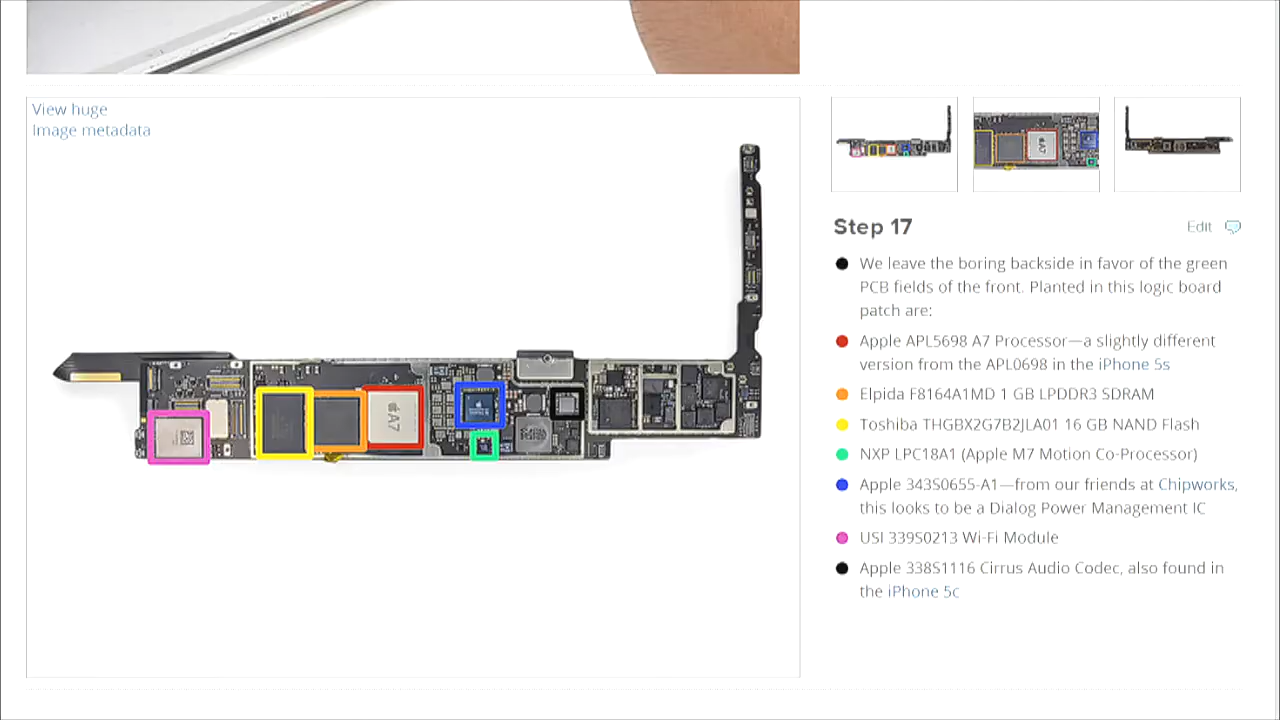 View huge
Image metadata
A7
A7
Step 17
Edit
We leave the boring backside in favor of the green
PCB fields of the front. Planted in this logic board
patch are:
Apple APL5698 A7 Processor—a slightly different
version from the APL0698 in the iPhone 5s
Elpida F8164A1MD 1 GB LPDDR3 SDRAM
Toshiba THGBX2G7B2JLA01 16 GB NAND Flash
NXP LPC18A1 (Apple M7 Motion Co-Processor)
Apple 343S0655-A1—from our friends at Chipworks,
this looks to be a Dialog Power Management IC
USI 339S0213 Wi-Fi Module
Apple 338S1116 Cirrus Audio Codec, also found in
the iPhone 5c